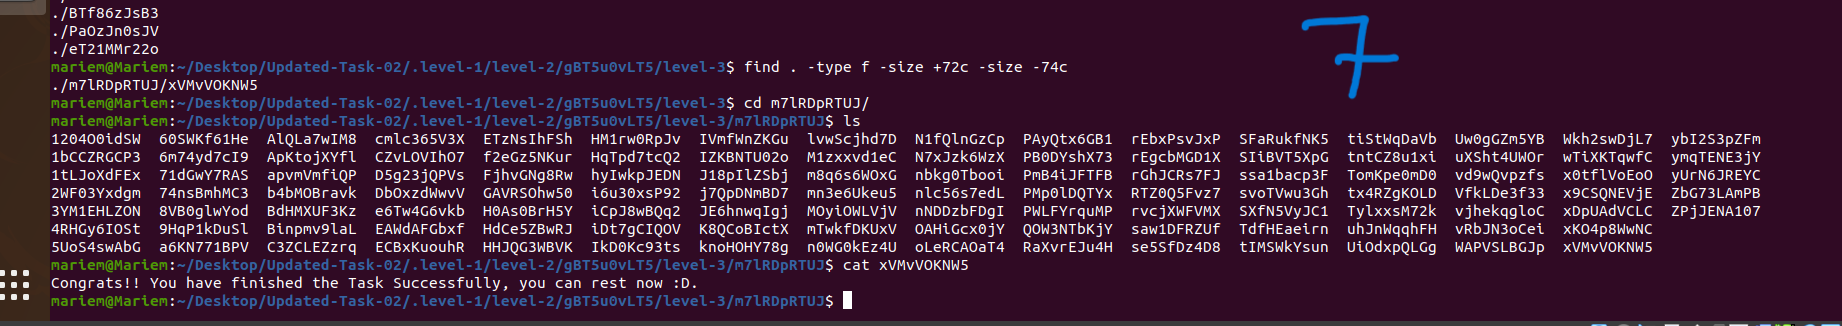 ./BTf86zJsB3
./PaOzJn0sJV
./eT21MMr22o
mariem@Mariem:~/Desktop/Updated-Task-02/.level-1/level-2/gBT5u0vLT5/level-3$ find . -type f -size +72c -size -74c
./m7lRDpRTUJ/xVMvVOKNW5
mariem@Mariem:~/Desktop/Updated-Task-02/.level-1/level-2/gBT5u0vLT5/level-3$ cd m7lRDpRTUJ/
mariem@Mariem:~/Desktop/Updated-Task-02/.level-1/level-2/gBT5u0vLT5/level-3/m7lRDpRTUJ$ ls
1204O0idSW 60SWKf61He AlQLa7wIM8 cmlc365V3X ETzNsIhFSh HM1rw0RpJv IVmfWnZKGu lvwScjhd7D N1fQlnGzCp PAyQtx6GB1 rEbxPsvJxP SFaRukfNK5 tiStWqDaVb Uw0gGZm5YB Wkh2swDjL7 ybI2S3pZFm
1bCCZRGCP3 6m74yd7cI9 ApKtojXYfl CZvLOVIhO7 f2eGz5NKur HqTpd7tcQ2 IZKBNTU02o M1zxxvd1eC N7xJzk6WzX PB0DYshX73 rEgcbMGD1X SIiBVT5XpG tntCZ8u1xi uXSht4UWOr wTiXKTqwfC ymqTENE3jY
1tLJoXdFEx 71dGwY7RAS apvmVmfiQP D5g23jQPVs FjhvGNg8Rw hyIwkpJEDN J18pIlZSbj m8q6s6WOxG nbkg0Tbooi PmB4iJFTFB rGhJCRs7FJ ssa1bacp3F TomKpe0mD0 vd9wQvpzfs x0tflVoEoO yUrN6JREYC
2WF03Yxdgm 74nsBmhMC3 b4bMOBravk DbOxzdWwvV GAVRSOhw50 i6u30xsP92 j7QpDNmBD7 mn3e6Ukeu5 nlc56s7edL PMp0lDQTYx RTZ0Q5Fvz7 svoTVwu3Gh tx4RZgKOLD VfkLDe3f33 x9CSQNEVjE ZbG73LAmPB
3YM1EHLZON 8VB0glwYod BdHMXUF3Kz e6Tw4G6vkb H0As0BrH5Y iCpJ8wBQq2 JE6hnwqIgj MOyiOWLVjV nNDDzbFDgI PWLFYrquMP rvcjXWFVMX SXfN5VyJC1 TylxxsM72k vjhekqgloC xDpUAdVCLC ZPjJENA107
4RHGy6IOSt 9HqP1kDuSl Binpmv9laL EAWdAFGbxf HdCe5ZBwRJ iDt7gCIQOV K8QCoBIctX mTwkfDKUxV OAHiGcx0jY QOW3NTbKjY saw1DFRZUf TdfHEaeirn uhJnWqqhFH vRbJN3oCei xKO4p8WwNC
5UoS4swAbG a6KN771BPV C3ZCLEZzrq ECBxKuouhR HHJQG3WBVK IkD0Kc93ts knoHOHY78g n0WG0kEz4U oLeRCAOaT4 RaXvrEJu4H se5SfDz4D8 tIMSWkYsun UiOdxpQLGg WAPVSLBGJp xVMvVOKNW5
mariem@Mariem:~/Desktop/Updated-Task-02/.level-1/level-2/gBT5u0vLT5/level-3/m7lRDpRTUJ$ cat xVMvVOKNW5
Congrats!! You have finished the Task Successfully, you can rest now :D.
mariem@Mariem:~/Desktop/Updated-Task-02/.level-1/level-2/gBT5u0vLT5/level-3/m7lRDpRTUJ$
7